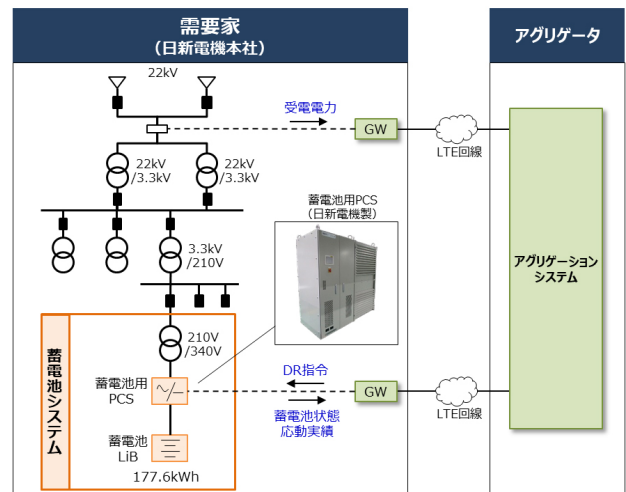 需要家
（日新電機本社）
アグリゲータ
22kV
受電電力
GW
LTE回線
22kV
/3.3kV
22kV
/3.3kV
蓄電池用PCS
（日新電機製）
3.3kV
/210V
アグリゲーション
システム
蓄電池システム
210V
/340V
DR指令
蓄電池用
PCS
GW
LTE回線
蓄電池状態
応動実績
蓄電池
LiB
177.6kWh